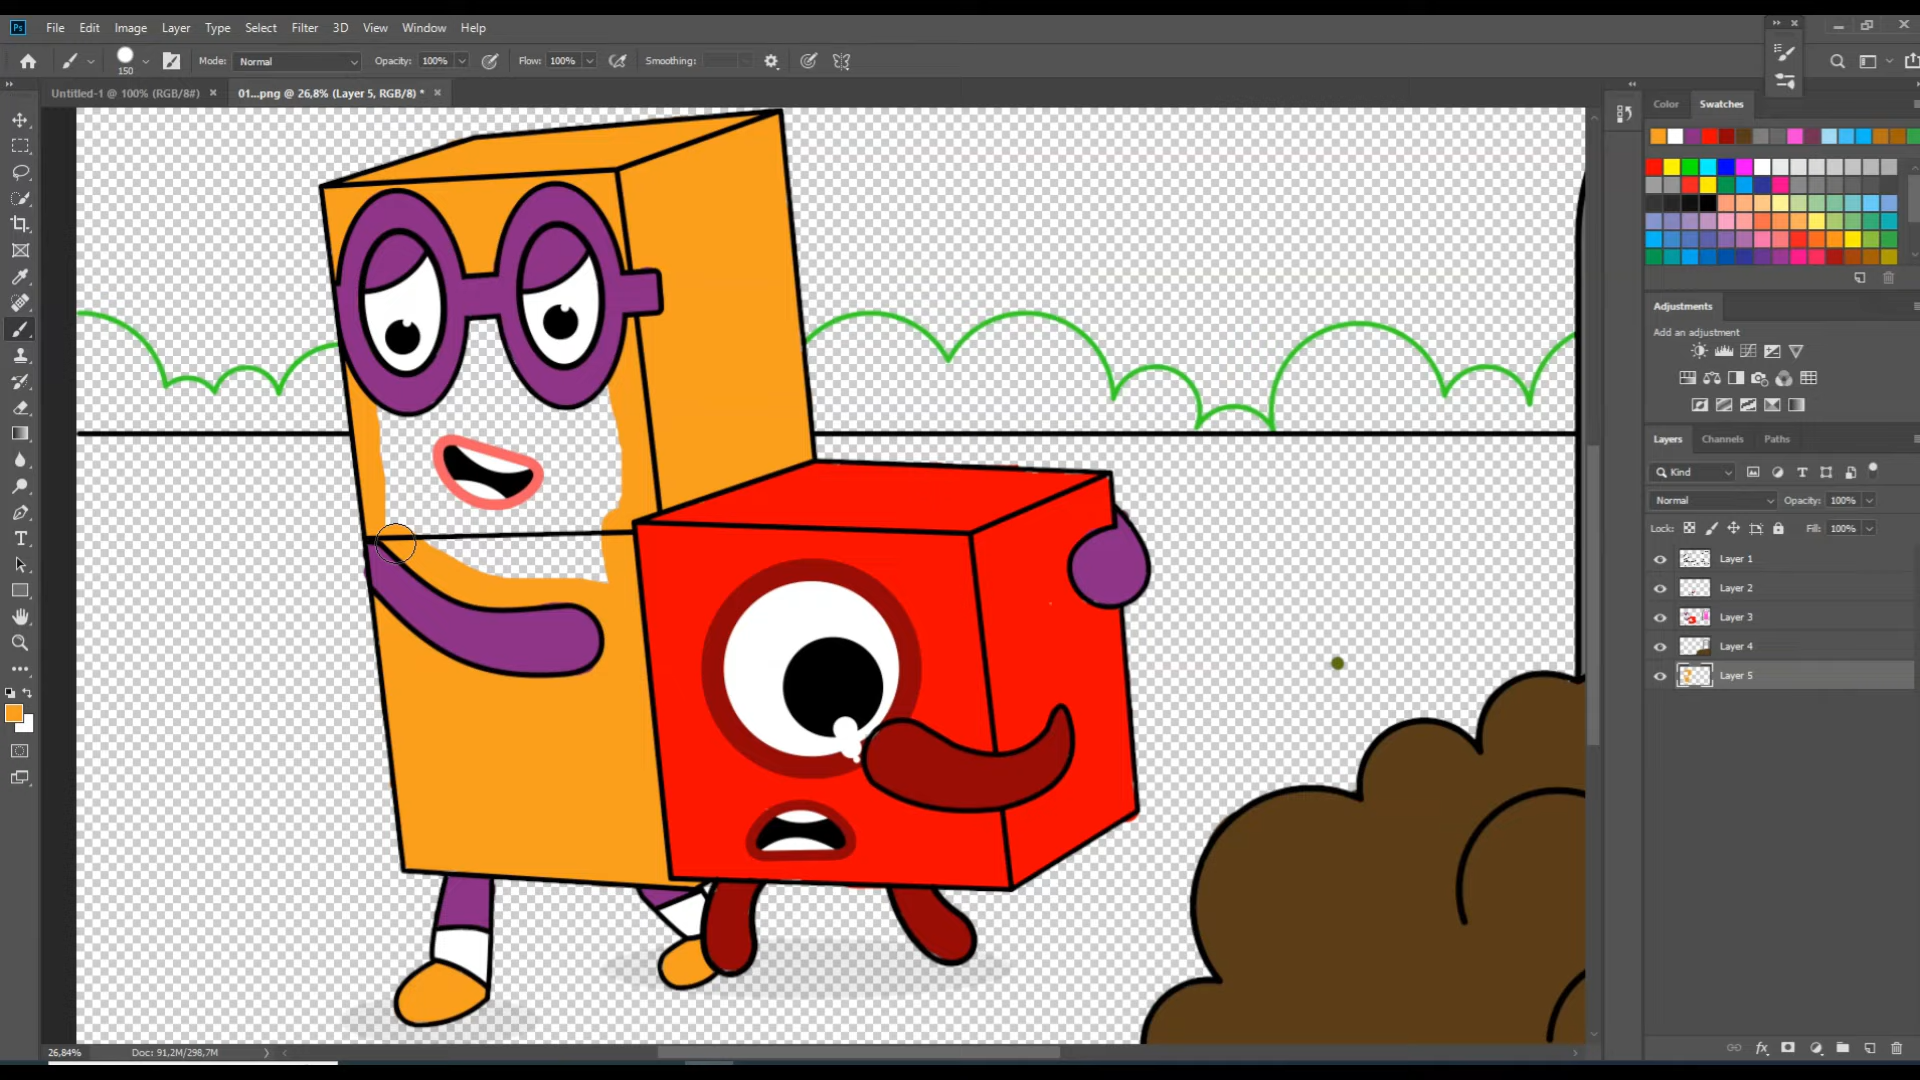 Ps File Edit Image Layer Type Select Filter 3D View Window Help
150 Mode: Normal Opacity: 100% Flow: 100% Smoothing:
Untitled-1 @ 100% (RGB/8#) × 01...png @ 26,8% (Layer 5, RGB/8) * ×
Color Swatches
Adjustments
Add an adjustment
Layers Channels Paths
Kind
Normal Opacity: 100%
Lock: Fill: 100%
Layer 1
Layer 2
Layer 3
Layer 4
Layer 5
fx
26,84% Doc: 91,2M/298,7M